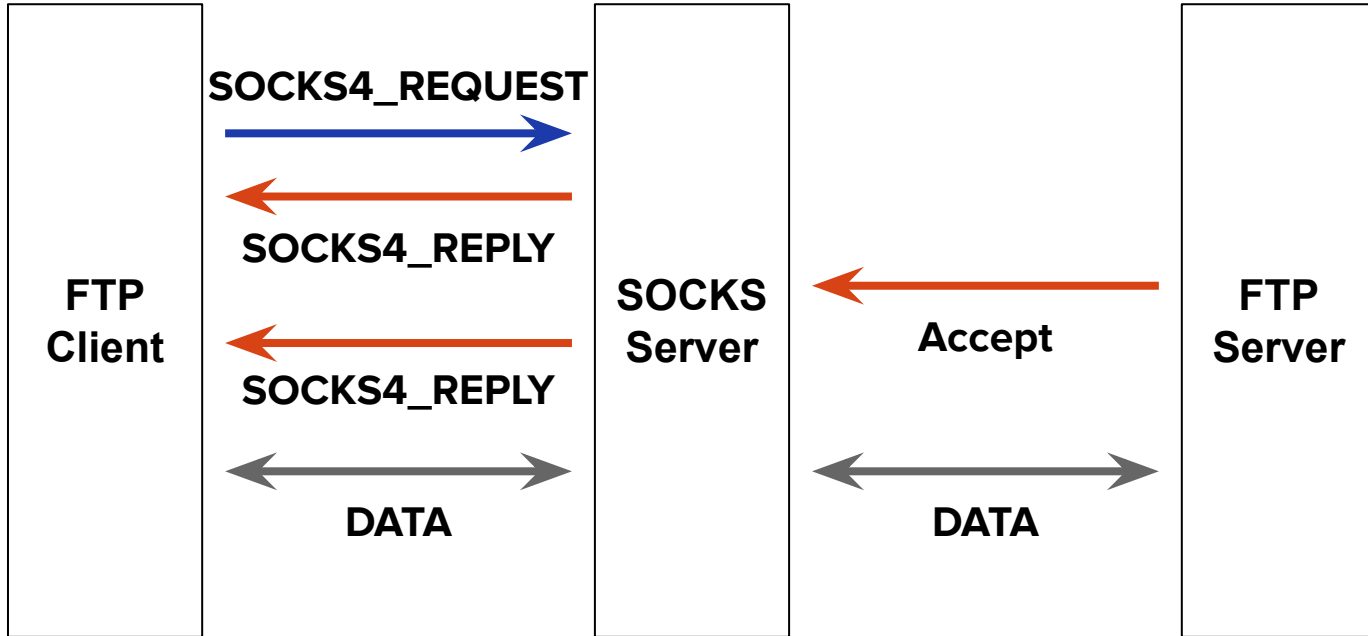 SOCKS4_REQUEST
SOCKS4_REPLY
FTP
Client
SOCKS
Server
Accept
FTP
Server
SOCKS4_REPLY
DATA
DATA